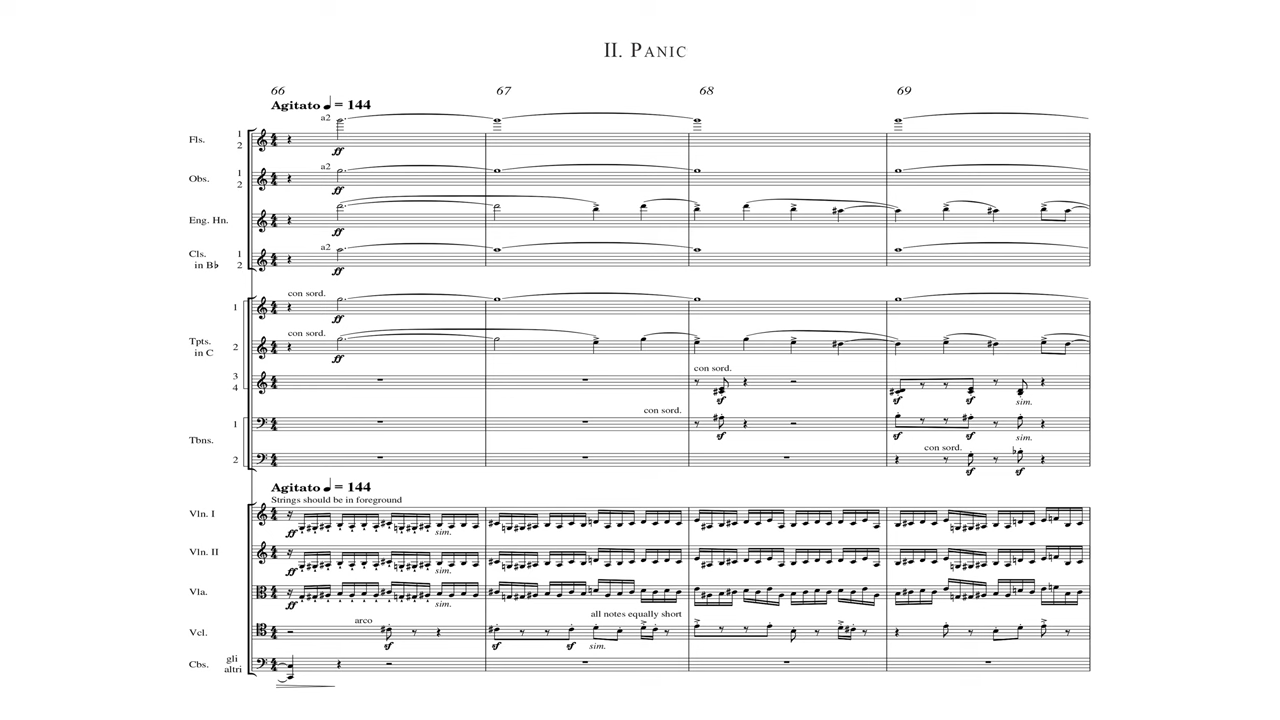 II. PANIC
66 67 68 69
Agitato ♩ = 144
a2
Fls. 1 2
ff
a2
Obs. 1 2
ff
Eng. Hn.
ff
a2
Cls. in B♭ 1 2
ff
con sord.
1
ff
con sord.
Tpts. in C 2
ff
con sord.
3 4
sf sf sf sim.
con sord.
Tbns. 1
sf sf sf sim.
con sord.
2
sf sf
Agitato ♩ = 144
Strings should be in foreground
Vln. I
ff sim.
Vln. II
ff sim.
Vla.
ff sim.
arco all notes equally short
Vcl.
sf sf sim.
Cbs. gli altri